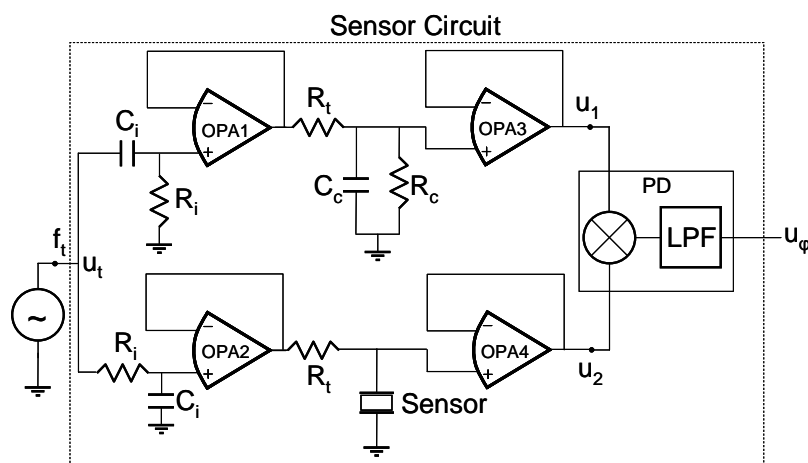 Sensor Circuit
OPA1
OPA3
R_t
u_1
C_i
R_i
C_c
R_c
PD
LPF
u_φ
f_t
u_t
~
OPA2
OPA4
R_i
C_i
R_t
Sensor
u_2